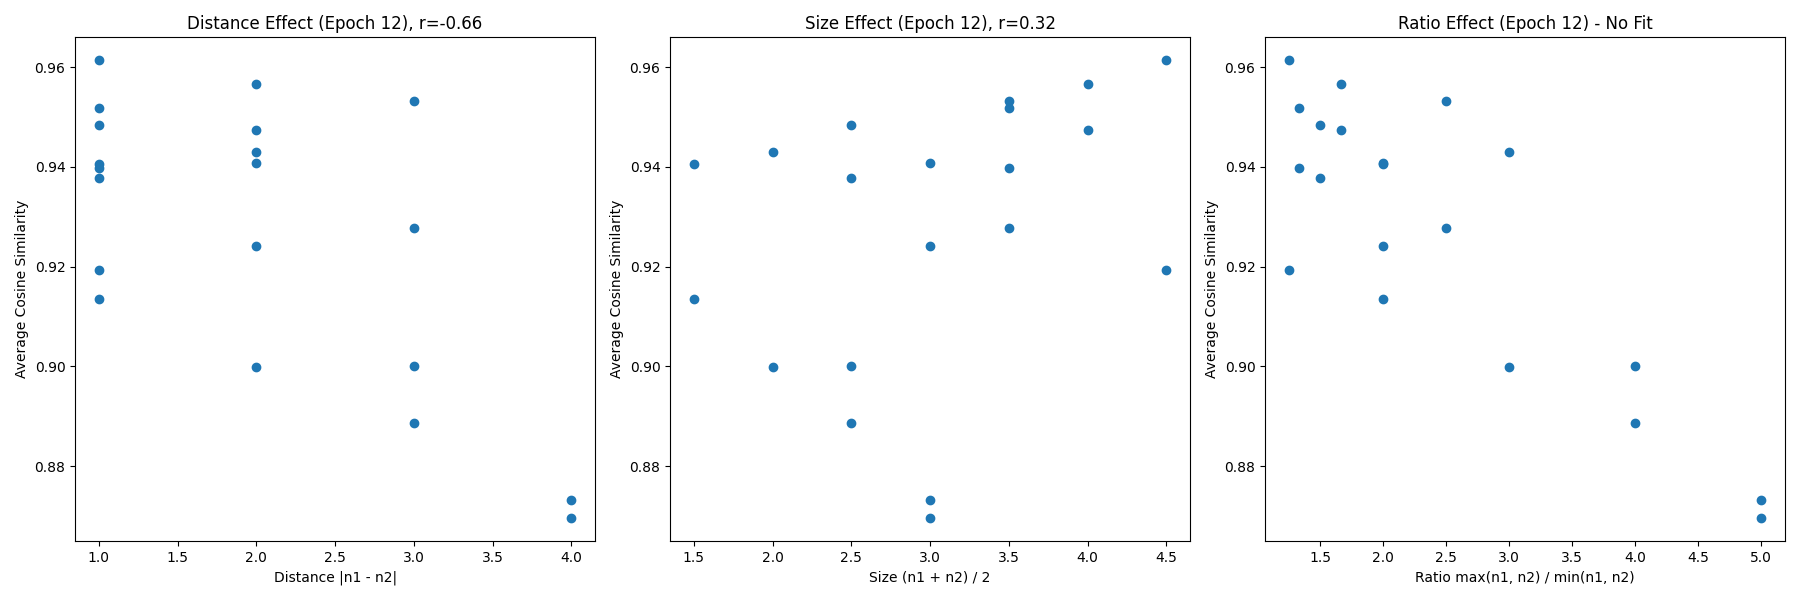 Distance Effect (Epoch 12), r=-0.66
0.96
0.94
0.92
0.90
0.88
Average Cosine Similarity
1.0 1.5 2.0 2.5 3.0 3.5 4.0
Distance |n1 - n2|
Size Effect (Epoch 12), r=0.32
0.96
0.94
0.92
0.90
0.88
Average Cosine Similarity
1.5 2.0 2.5 3.0 3.5 4.0 4.5
Size (n1 + n2) / 2
Ratio Effect (Epoch 12) - No Fit
0.96
0.94
0.92
0.90
0.88
Average Cosine Similarity
1.5 2.0 2.5 3.0 3.5 4.0 4.5 5.0
Ratio max(n1, n2) / min(n1, n2)